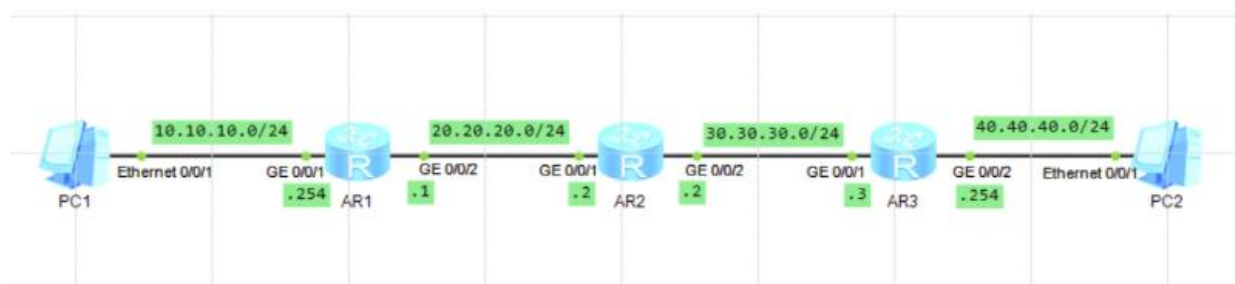 10.10.10.0/24
20.20.20.0/24
30.30.30.0/24
40.40.40.0/24
Ethernet 0/0/1
GE 0/0/1
GE 0/0/2
GE 0/0/1
GE 0/0/2
GE 0/0/1
GE 0/0/2
Ethernet 0/0/1
.254
.1
.2
.2
.3
.254
PC1
AR1
AR2
AR3
PC2
R
R
R